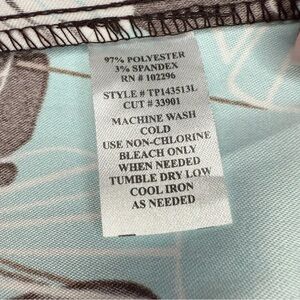 97% POLYESTER
3% SPANDEX
RN # 102296
STYLE # TP143513L
CUT # 33901
MACHINE WASH
COLD
USE NON-CHLORINE
BLEACH ONLY
WHEN NEEDED
TUMBLE DRY LOW
COOL IRON
AS NEEDED